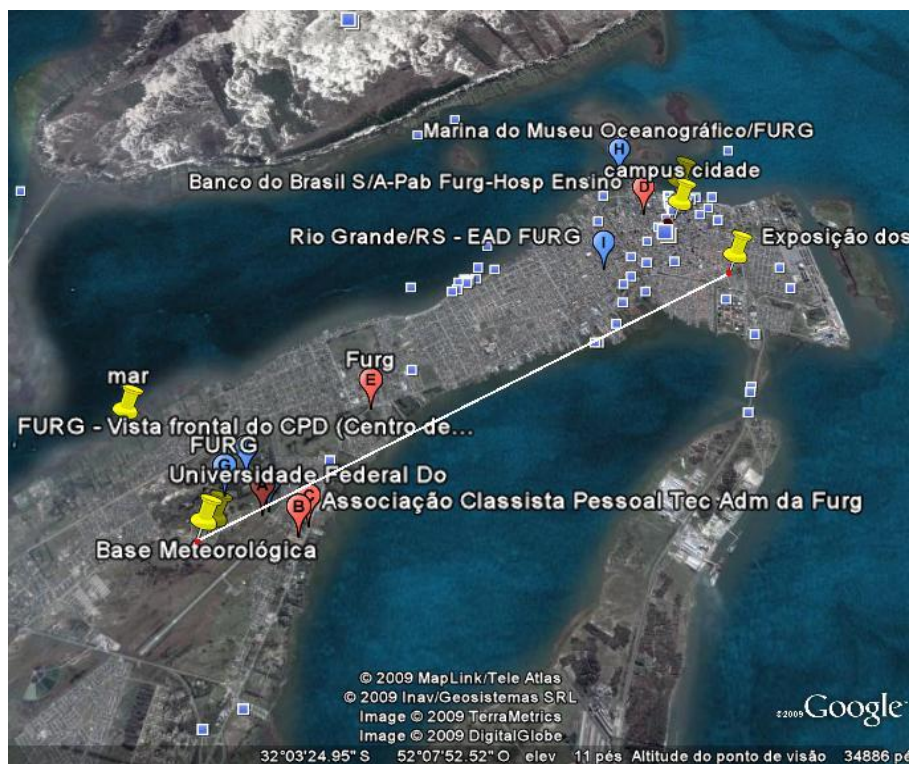 Marina do Museu Oceanográfico/FURG
H
campus cidade
Banco do Brasil S/A-Pab Furg-Hosp Ensino
D
Rio Grande/RS - EAD FURG
I
Exposição dos
Furg
E
mar
FURG - Vista frontal do CPD (Centro de...
FURG
G
Universidade Federal Do
A
C
B
Associação Classista Pessoal Tec Adm da Furg
Base Meteorológica
© 2009 MapLink/Tele Atlas
© 2009 Inav/Geosistemas SRL
Image © 2009 TerraMetrics
Image © 2009 DigitalGlobe
©2009 Google
32°03'24.95" S 52°07'52.52" O elev 11 pés Altitude do ponto de visão 34886 pé